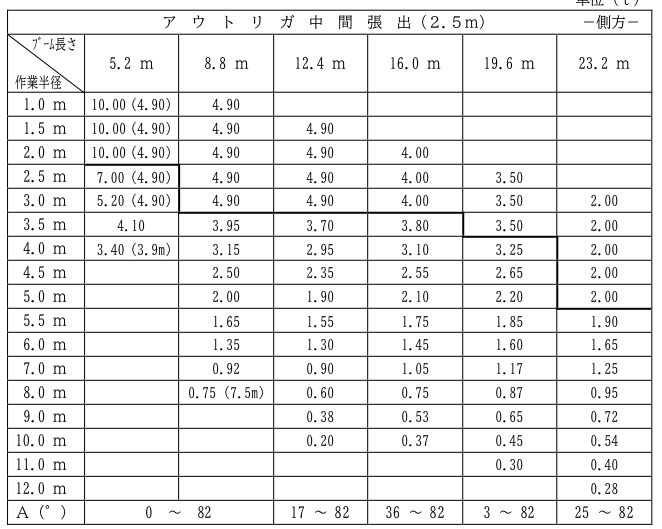 単位 (t)
アウトリガ中間張出(2.5m) －側方－
ブーム長さ
作業半径 5.2 m 8.8 m 12.4 m 16.0 m 19.6 m 23.2 m
1.0 m 10.00(4.90) 4.90
1.5 m 10.00(4.90) 4.90 4.90
2.0 m 10.00(4.90) 4.90 4.90 4.00
2.5 m 7.00(4.90) 4.90 4.90 4.00 3.50
3.0 m 5.20(4.90) 4.90 4.90 4.00 3.50 2.00
3.5 m 4.10 3.95 3.70 3.80 3.50 2.00
4.0 m 3.40(3.9m) 3.15 2.95 3.10 3.25 2.00
4.5 m 2.50 2.35 2.55 2.65 2.00
5.0 m 2.00 1.90 2.10 2.20 2.00
5.5 m 1.65 1.55 1.75 1.85 1.90
6.0 m 1.35 1.30 1.45 1.60 1.65
7.0 m 0.92 0.90 1.05 1.17 1.25
8.0 m 0.75(7.5m) 0.60 0.75 0.87 0.95
9.0 m 0.38 0.53 0.65 0.72
10.0 m 0.20 0.37 0.45 0.54
11.0 m 0.30 0.40
12.0 m 0.28
A(°) 0 ～ 82 17 ～ 82 36 ～ 82 3 ～ 82 25 ～ 82